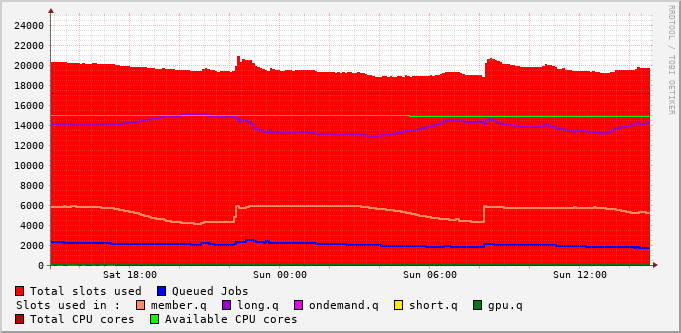 24000
22000
20000
18000
16000
14000
12000
10000
8000
6000
4000
2000
0
Sat 18:00 Sun 00:00 Sun 06:00 Sun 12:00
Total slots used Queued Jobs
Slots used in : member.q long.q ondemand.q short.q gpu.q
Total CPU cores Available CPU cores
RRDTOOL / TOBI OETIKER